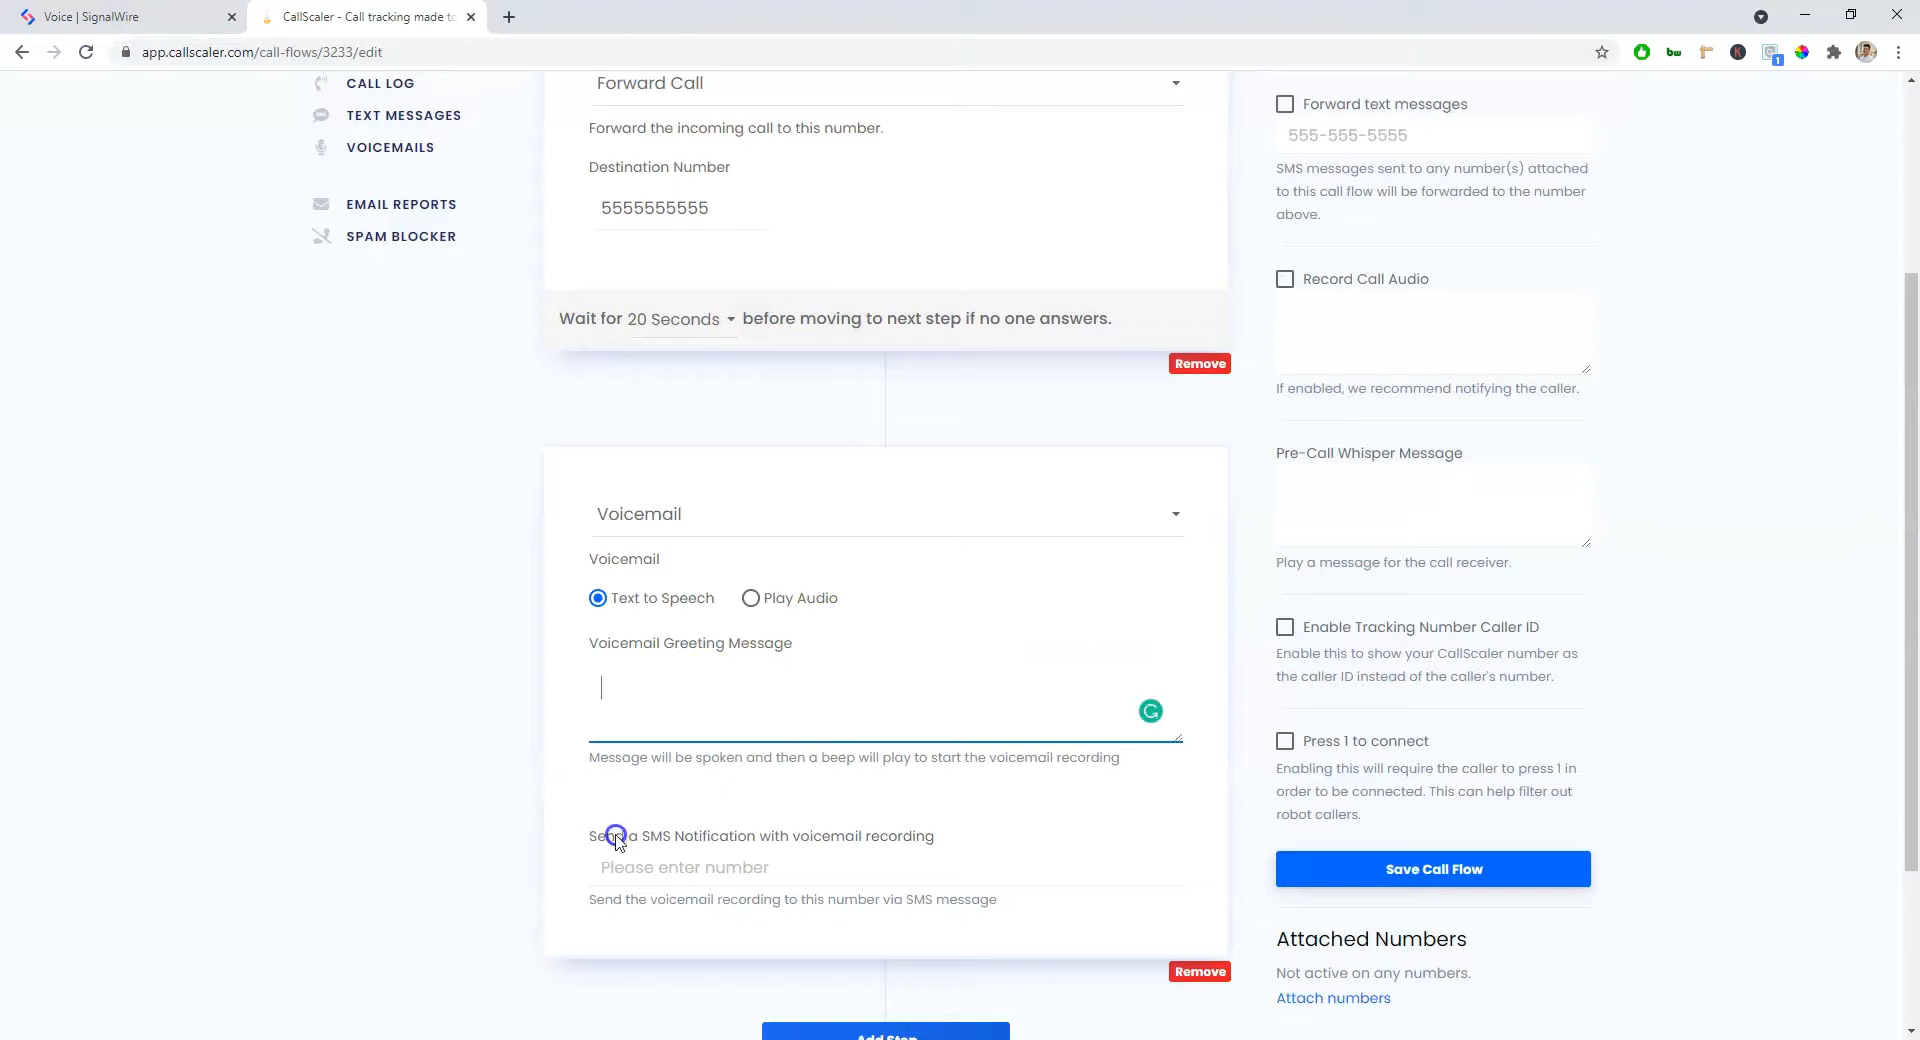 Voice | SignalWire
CallScaler - Call tracking made to
app.callscaler.com/call-flows/3233/edit
bw
K
1
CALL LOG
TEXT MESSAGES
VOICEMAILS
EMAIL REPORTS
SPAM BLOCKER
Forward Call
Forward the incoming call to this number.
Destination Number
5555555555
Wait for 20 Seconds before moving to next step if no one answers.
Remove
Voicemail
Voicemail
Text to Speech Play Audio
Voicemail Greeting Message
Message will be spoken and then a beep will play to start the voicemail recording
Send a SMS Notification with voicemail recording
Please enter number
Send the voicemail recording to this number via SMS message
Remove
Add Step
Forward text messages
555-555-5555
SMS messages sent to any number(s) attached
to this call flow will be forwarded to the number
above.
Record Call Audio
If enabled, we recommend notifying the caller.
Pre-Call Whisper Message
Play a message for the call receiver.
Enable Tracking Number Caller ID
Enable this to show your CallScaler number as
the caller ID instead of the caller's number.
Press 1 to connect
Enabling this will require the caller to press 1 in
order to be connected. This can help filter out
robot callers.
Save Call Flow
Attached Numbers
Not active on any numbers.
Attach numbers